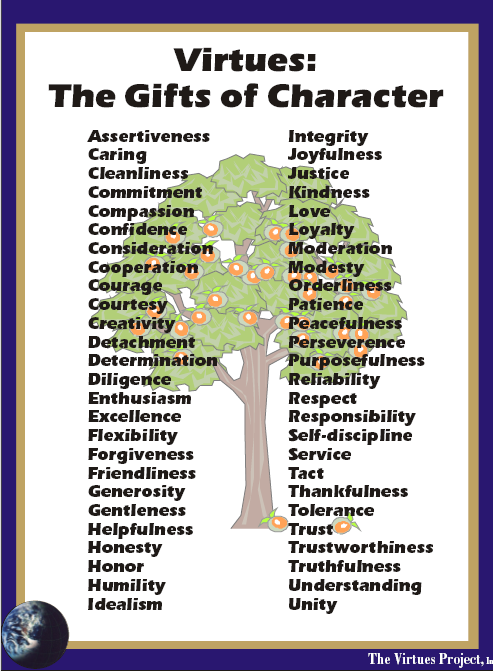 Virtues:
The Gifts of Character
Assertiveness
Caring
Cleanliness
Commitment
Compassion
Confidence
Consideration
Cooperation
Courage
Courtesy
Creativity
Detachment
Determination
Diligence
Enthusiasm
Excellence
Flexibility
Forgiveness
Friendliness
Generosity
Gentleness
Helpfulness
Honesty
Honor
Humility
Idealism
Integrity
Joyfulness
Justice
Kindness
Love
Loyalty
Moderation
Modesty
Orderliness
Patience
Peacefulness
Perseverence
Purposefulness
Reliability
Respect
Responsibility
Self-discipline
Service
Tact
Thankfulness
Tolerance
Trust
Trustworthiness
Truthfulness
Understanding
Unity
The Virtues Project,